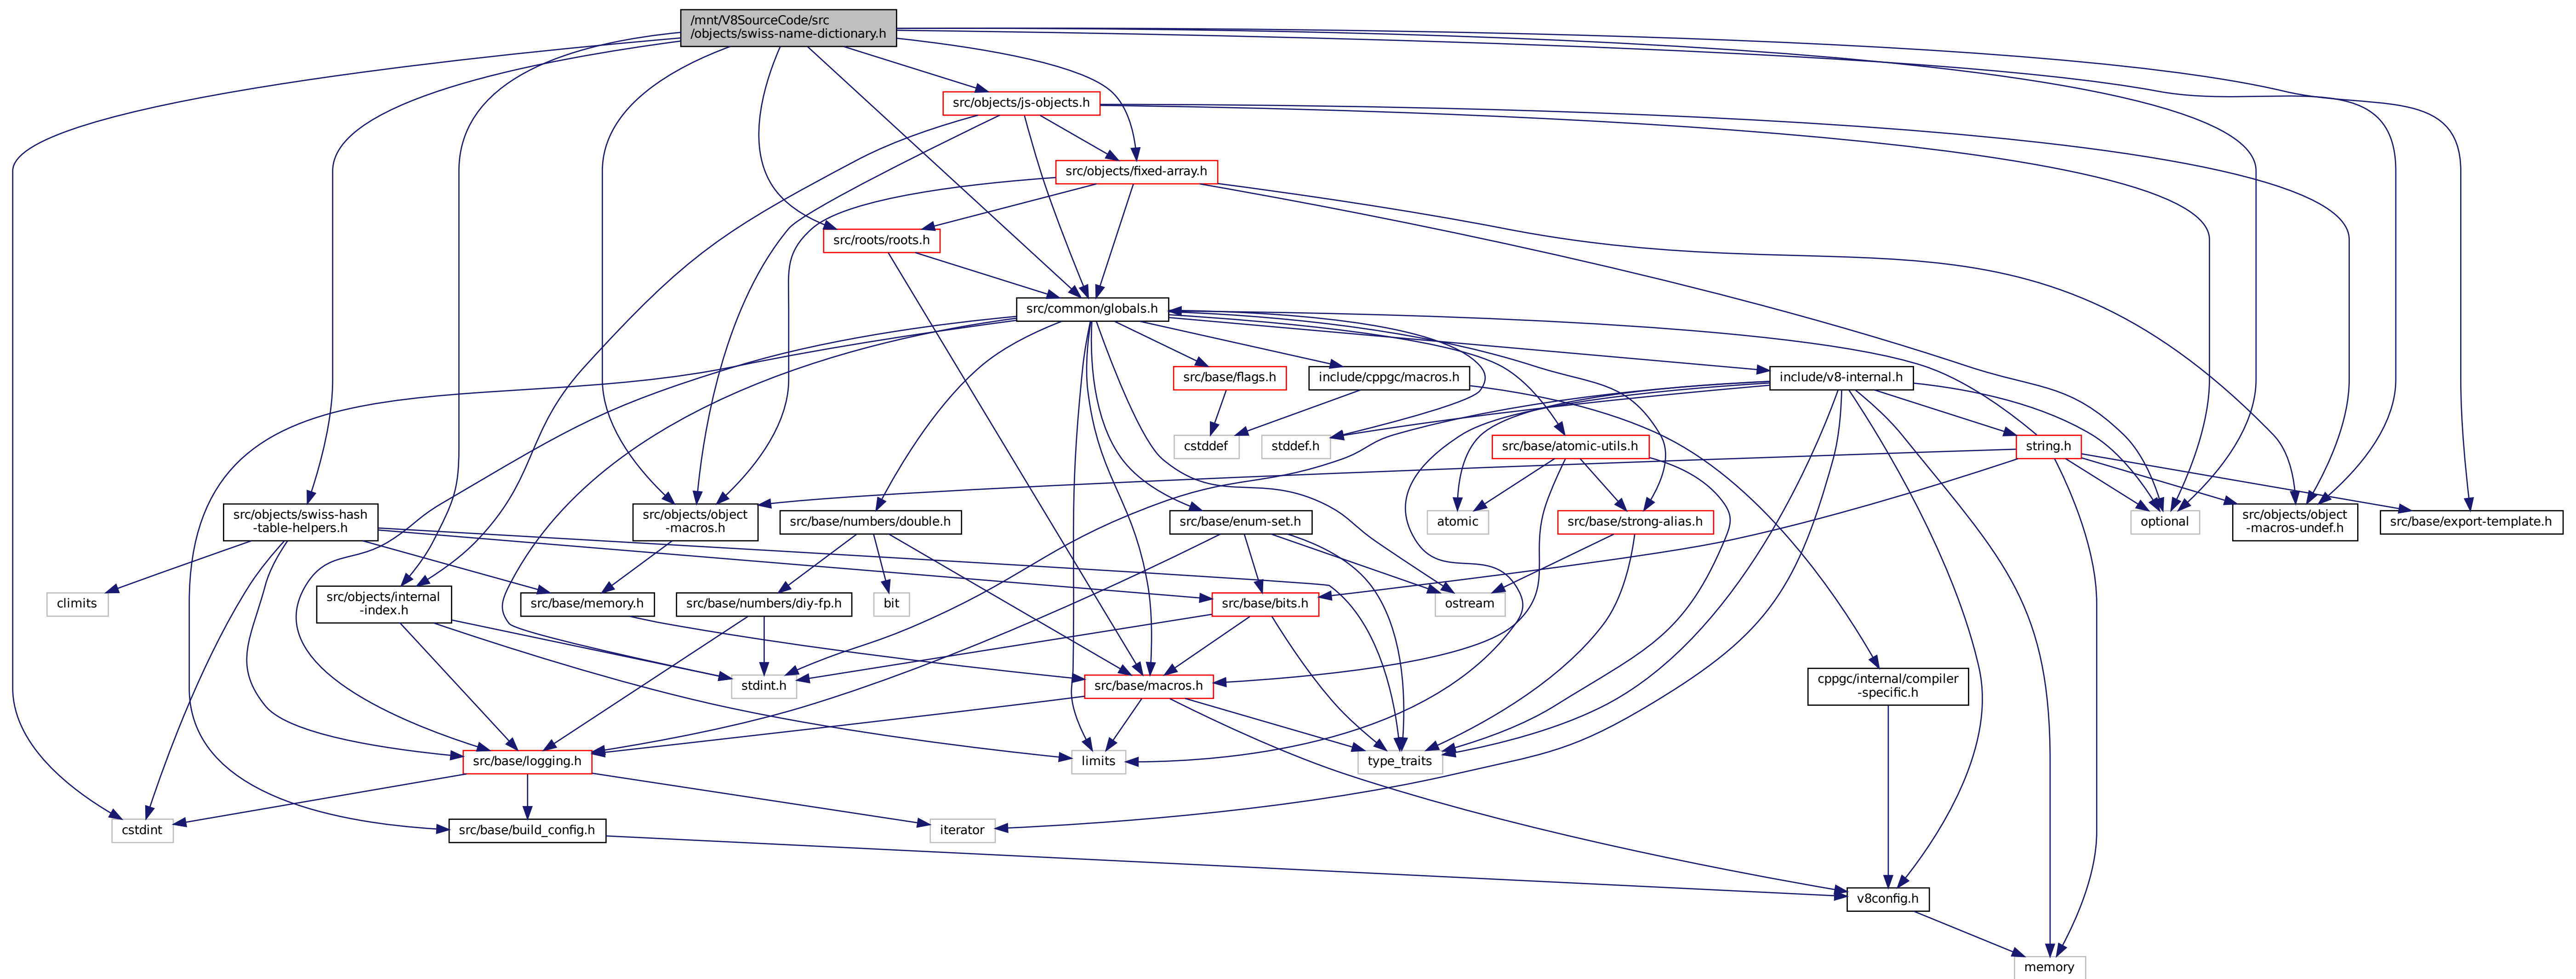 /mnt/V8SourceCode/src
/objects/swiss-name-dictionary.h
src/objects/js-objects.h
src/objects/fixed-array.h
src/roots/roots.h
src/common/globals.h
src/base/flags.h
include/cppgc/macros.h
include/v8-internal.h
cstddef
stddef.h
src/base/atomic-utils.h
string.h
src/objects/swiss-hash
-table-helpers.h
src/objects/object
-macros.h
src/base/numbers/double.h
src/base/enum-set.h
atomic
src/base/strong-alias.h
optional
src/objects/object
-macros-undef.h
src/base/export-template.h
climits
src/objects/internal
-index.h
src/base/memory.h
src/base/numbers/diy-fp.h
bit
src/base/bits.h
ostream
stdint.h
src/base/macros.h
cppgc/internal/compiler
-specific.h
src/base/logging.h
limits
type_traits
cstdint
src/base/build_config.h
iterator
v8config.h
memory